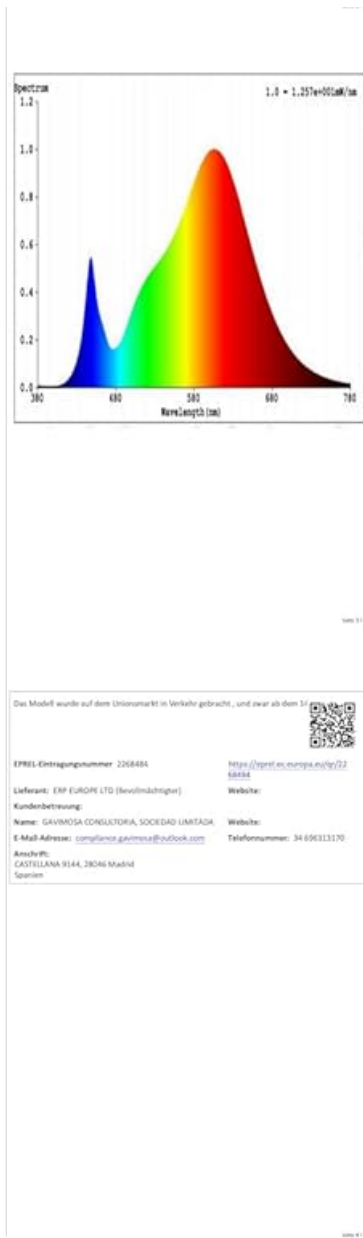 Spectrum
1.0 = 1.257e+001mW/nm
1.2
1.0
0.8
0.6
0.4
0.2
0.0
380 480 580 680 780
Wavelength(nm)
Das Modell wurde auf dem Unionsmarkt in Verkehr gebracht , und zwar ab dem
EPREL-Eintragungsnummer 2268484 https://eprel.ec.europa.eu/qr/22
68484
Lieferant: ERP EUROPE LTD (Bevollmächtigter) Website:
Kundenbetreuung:
Name: GAVIMOSA CONSULTORIA, SOCIEDAD LIMITADA Website:
E-Mail-Adresse: compliance.gavimosa@outlook.com Telefonnummer: 34 696313170
Anschrift:
CASTELLANA 9144, 28046 Madrid
Spanien